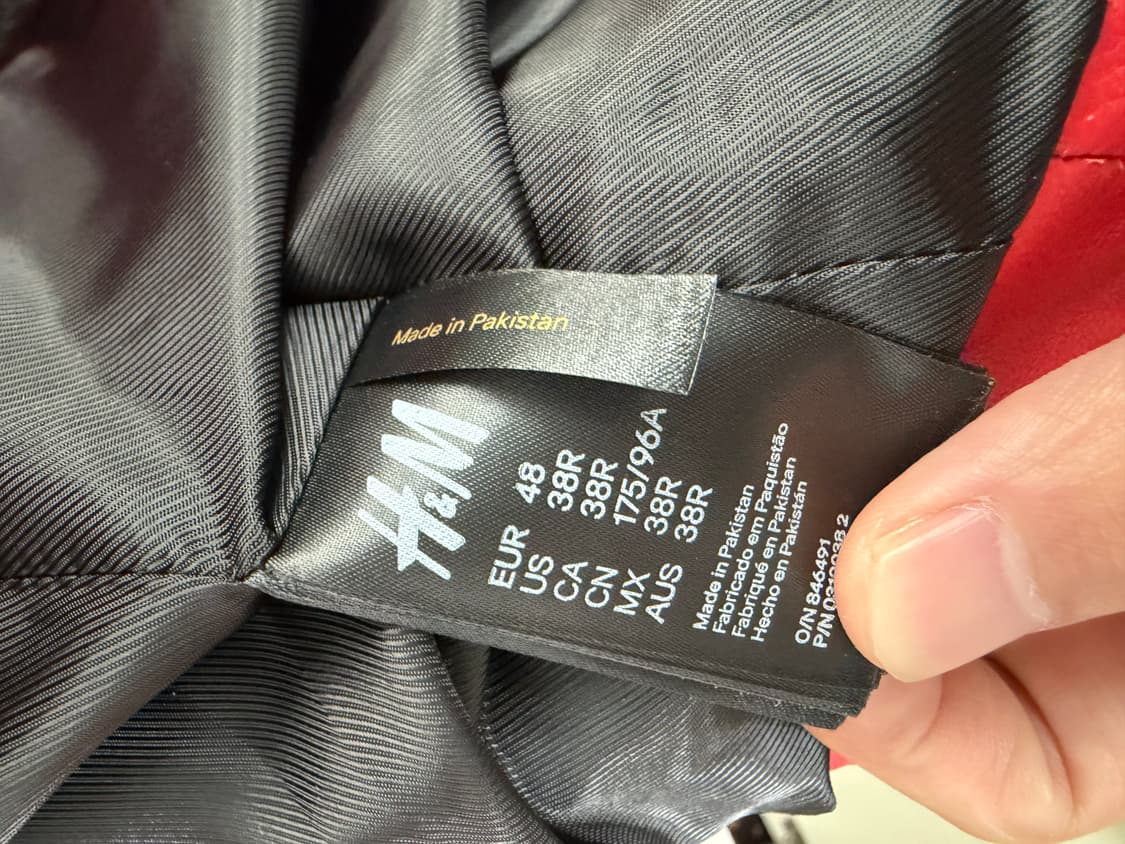 Made in Pakistan
H&M
EUR 48
US 38R
CA 38R
CN 175/96A
MX 38R
AUS 38R
Made in Pakistan
Fabricado em Paquistão
Fabriqué en Pakistan
Hecho en Pakistán
O/N 846491
P/N